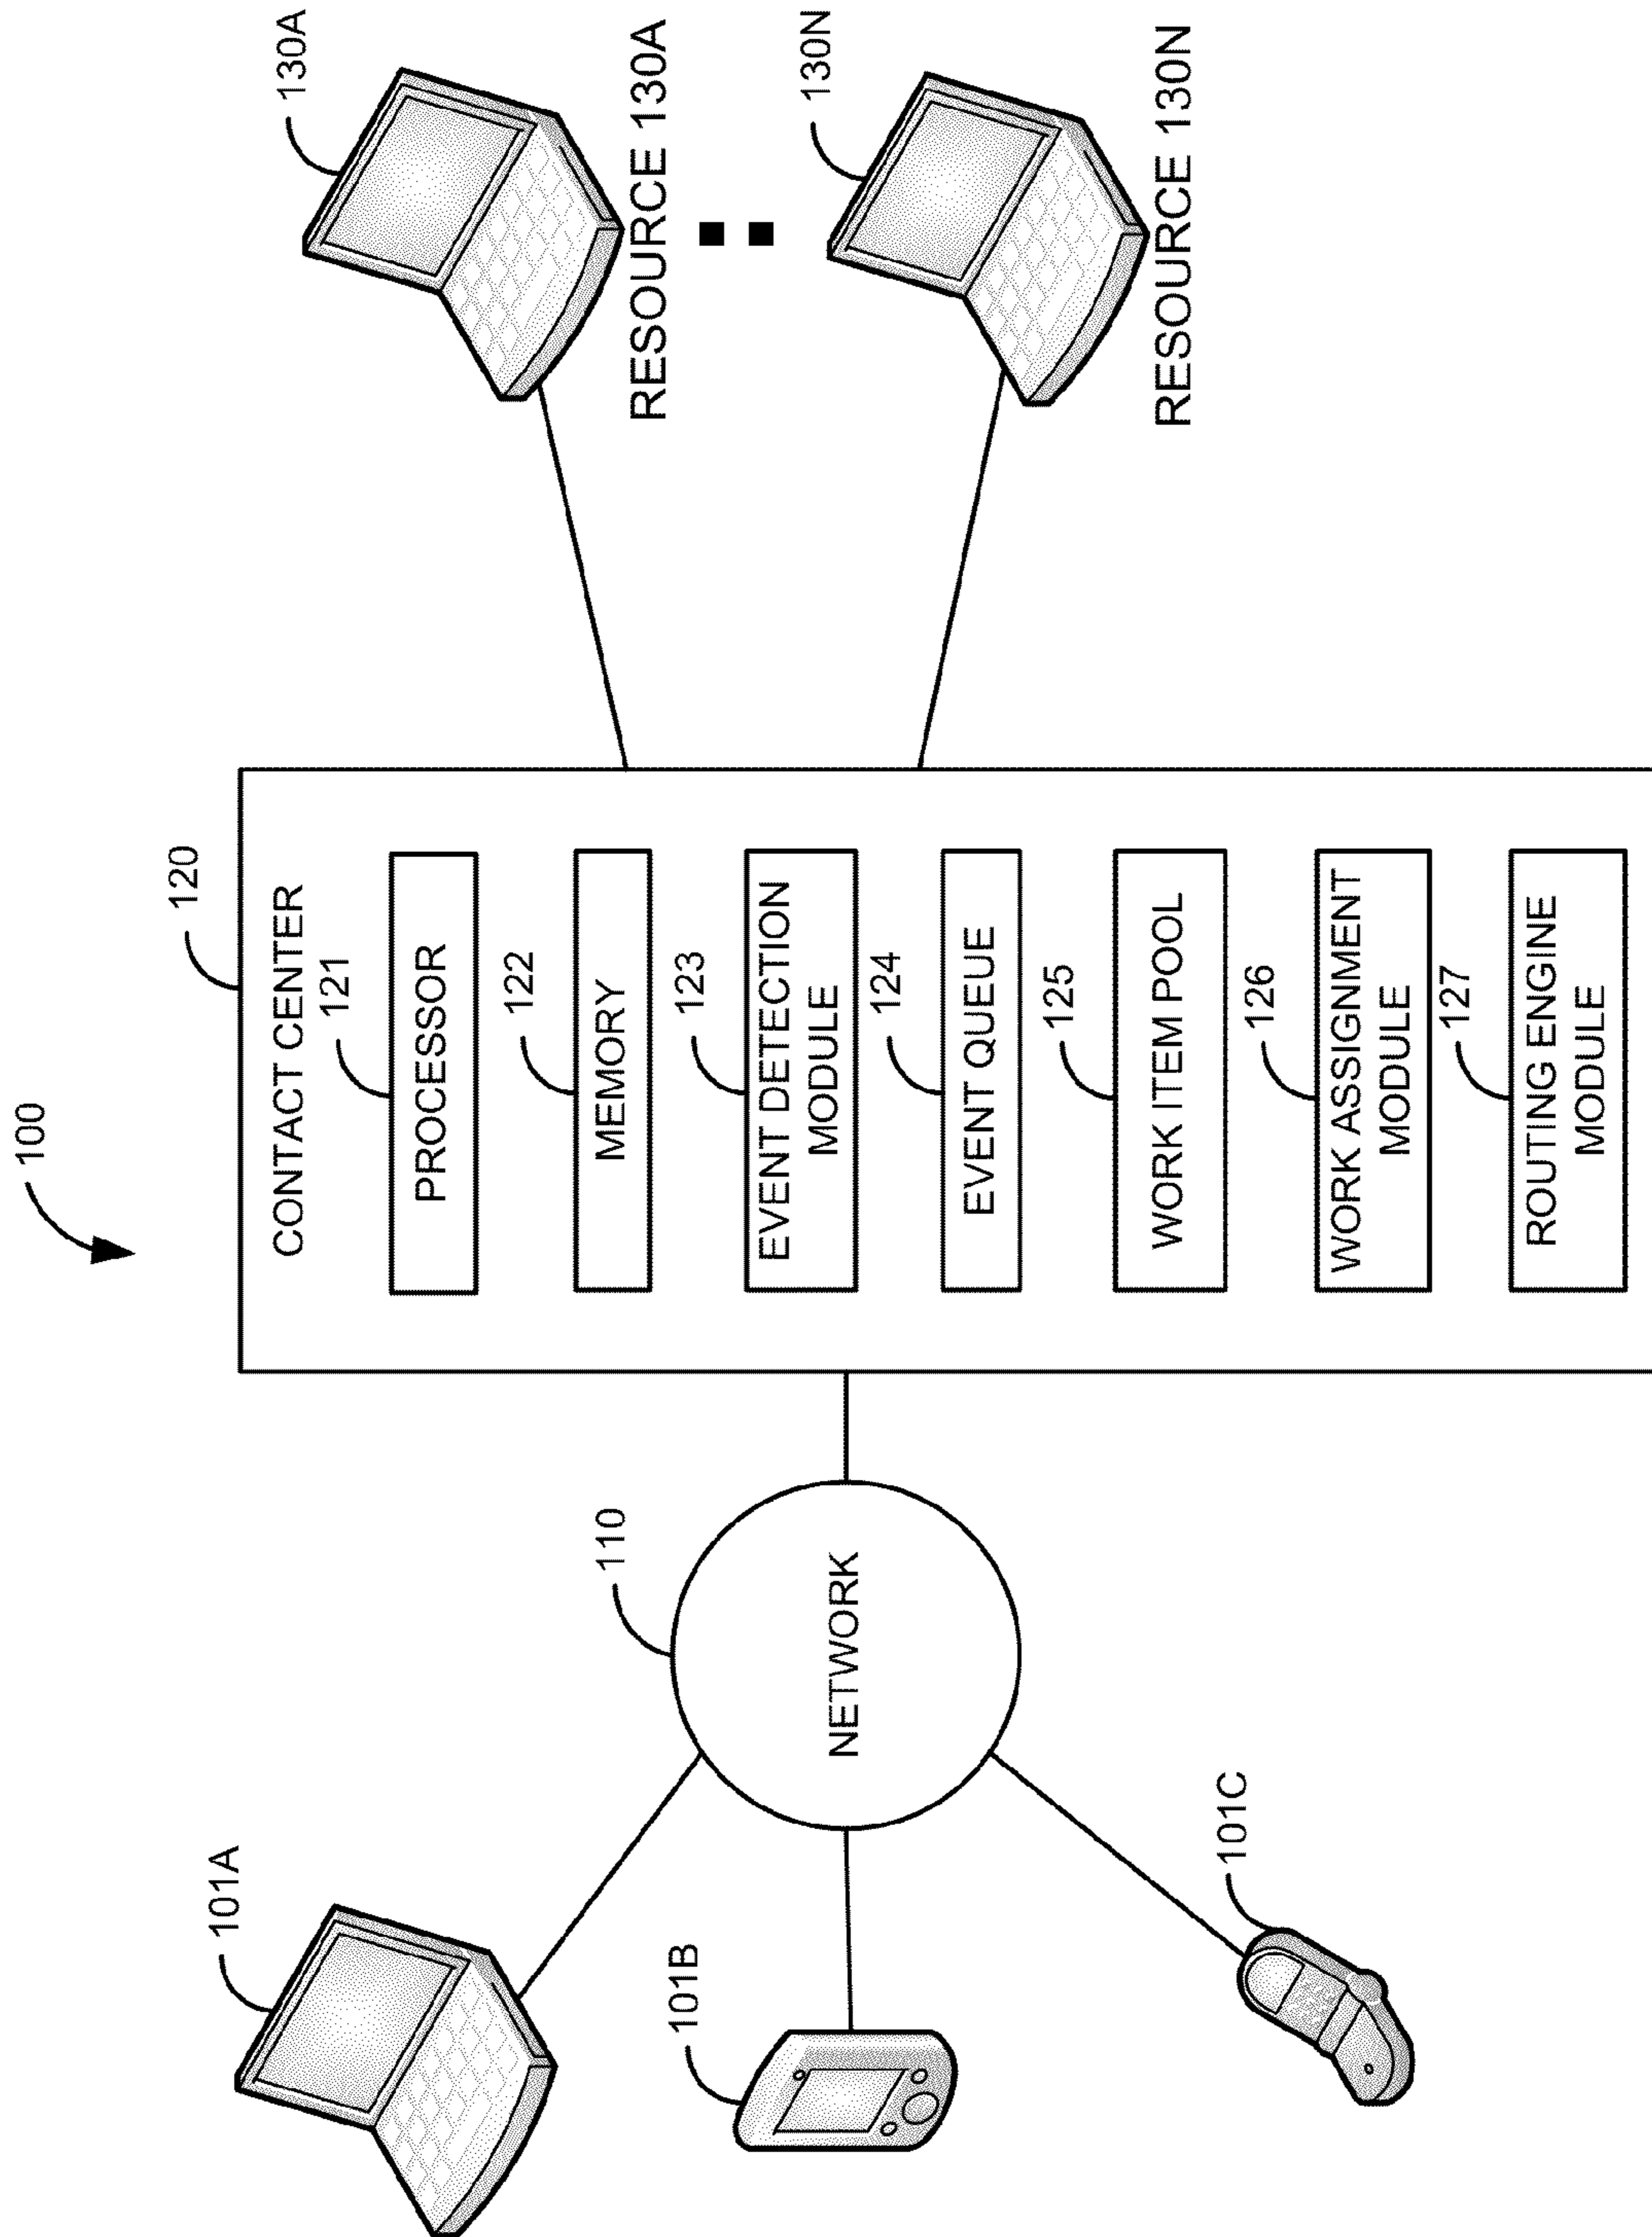 100
101A
101B
101C
110
NETWORK
120
CONTACT CENTER
121
PROCESSOR
122
MEMORY
123
EVENT DETECTION
MODULE
124
EVENT QUEUE
125
WORK ITEM POOL
126
WORK ASSIGNMENT
MODULE
127
ROUTING ENGINE
MODULE
130A
RESOURCE 130A
130N
RESOURCE 130N